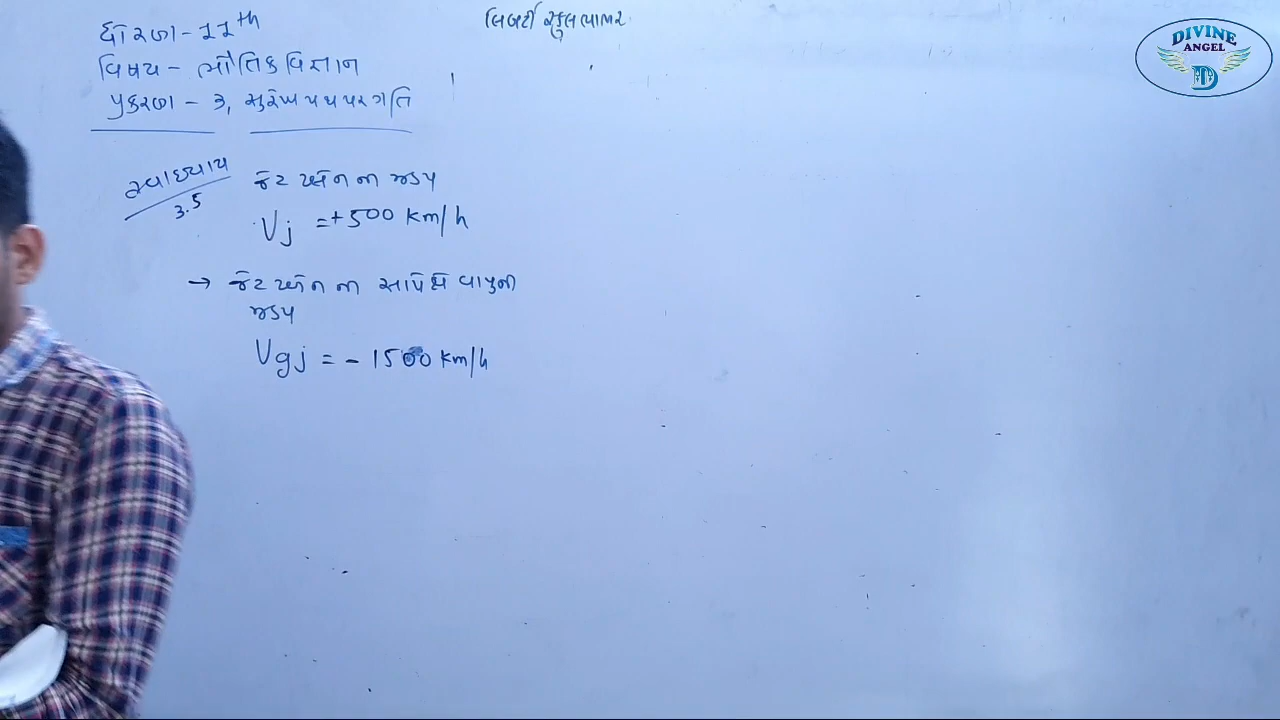 ધોરણ - 11th
વિષય - ભૌતિક વિજ્ઞાન
પ્રકરણ - 3, સુરેખ પથ પર ગતિ
લિબર્ટી સ્કુલ ભાભર
DIVINE
ANGEL
D
સ્વાધ્યાય
3.5
જેટ પ્લેન ની ઝડપ
Vj = +500 km/h
→ જેટ પ્લેન ના સાપેક્ષે વાયુની
ઝડપ
Vgj = - 1500 km/h